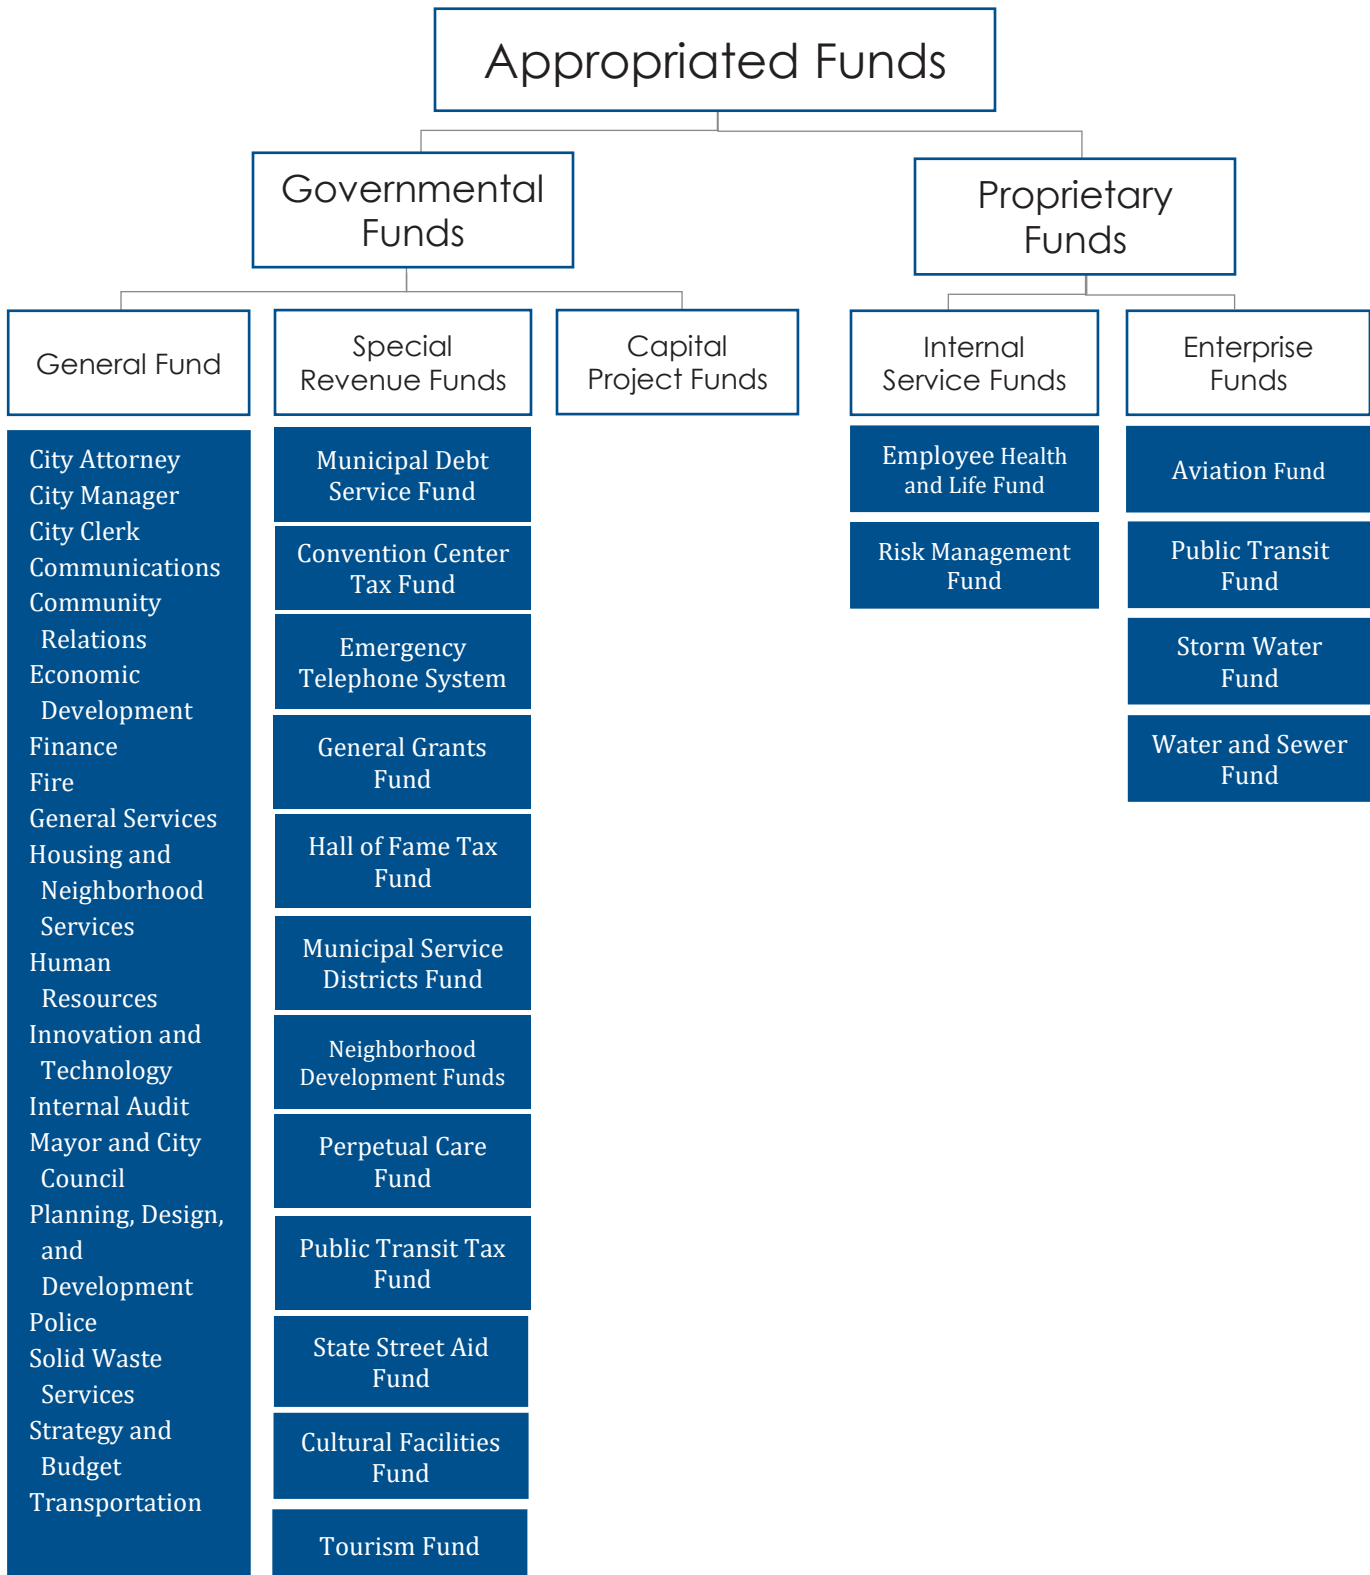 Appropriated Funds
Governmental
Funds
Proprietary
Funds
General Fund
Special
Revenue Funds
Capital
Project Funds
Internal
Service Funds
Enterprise
Funds
City Attorney
City Manager
City Clerk
Communications
Community
Relations
Economic
Development
Finance
Fire
General Services
Housing and
Neighborhood
Services
Human
Resources
Innovation and
Technology
Internal Audit
Mayor and City
Council
Planning, Design,
and
Development
Police
Solid Waste
Services
Strategy and
Budget
Transportation
Municipal Debt
Service Fund
Convention Center
Tax Fund
Emergency
Telephone System
General Grants
Fund
Hall of Fame Tax
Fund
Municipal Service
Districts Fund
Neighborhood
Development Funds
Perpetual Care
Fund
Public Transit Tax
Fund
State Street Aid
Fund
Cultural Facilities
Fund
Tourism Fund
Employee Health
and Life Fund
Risk Management
Fund
Aviation Fund
Public Transit
Fund
Storm Water
Fund
Water and Sewer
Fund